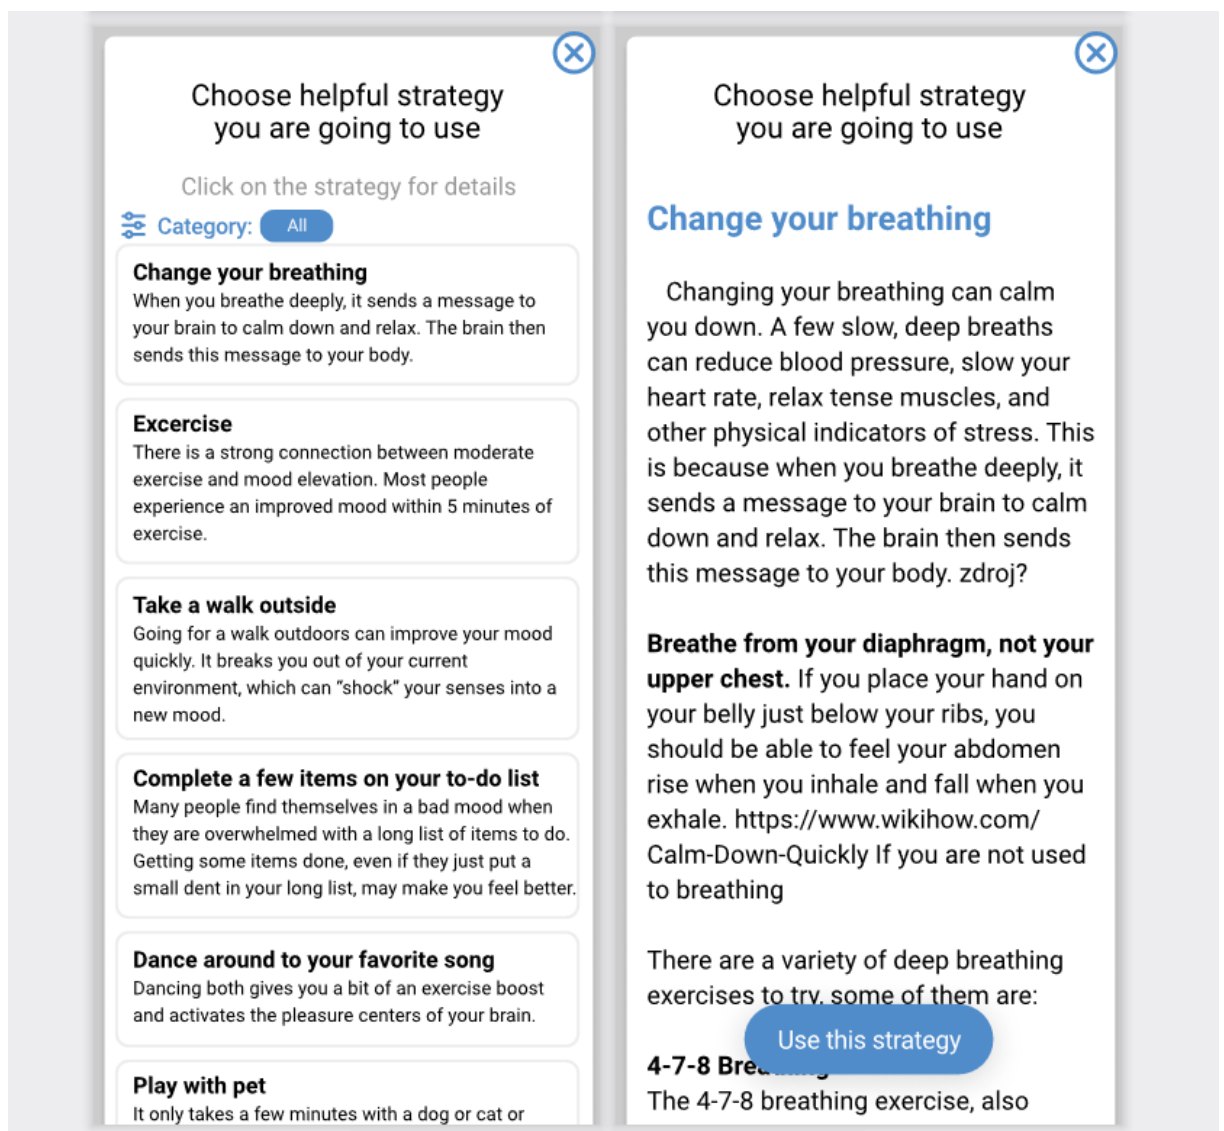 Choose helpful strategy
you are going to use
Click on the strategy for details
Category: All
Change your breathing
When you breathe deeply, it sends a message to
your brain to calm down and relax. The brain then
sends this message to your body.
Excercise
There is a strong connection between moderate
exercise and mood elevation. Most people
experience an improved mood within 5 minutes of
exercise.
Take a walk outside
Going for a walk outdoors can improve your mood
quickly. It breaks you out of your current
environment, which can “shock” your senses into a
new mood.
Complete a few items on your to-do list
Many people find themselves in a bad mood when
they are overwhelmed with a long list of items to do.
Getting some items done, even if they just put a
small dent in your long list, may make you feel better.
Dance around to your favorite song
Dancing both gives you a bit of an exercise boost
and activates the pleasure centers of your brain.
Play with pet
It only takes a few minutes with a dog or cat or
Choose helpful strategy
you are going to use
Change your breathing
Changing your breathing can calm
you down. A few slow, deep breaths
can reduce blood pressure, slow your
heart rate, relax tense muscles, and
other physical indicators of stress. This
is because when you breathe deeply, it
sends a message to your brain to calm
down and relax. The brain then sends
this message to your body. zdroj?
Breathe from your diaphragm, not your
upper chest. If you place your hand on
your belly just below your ribs, you
should be able to feel your abdomen
rise when you inhale and fall when you
exhale. https://www.wikihow.com/
Calm-Down-Quickly If you are not used
to breathing
There are a variety of deep breathing
exercises to try, some of them are:
Use this strategy
4-7-8 Breathing
The 4-7-8 breathing exercise, also